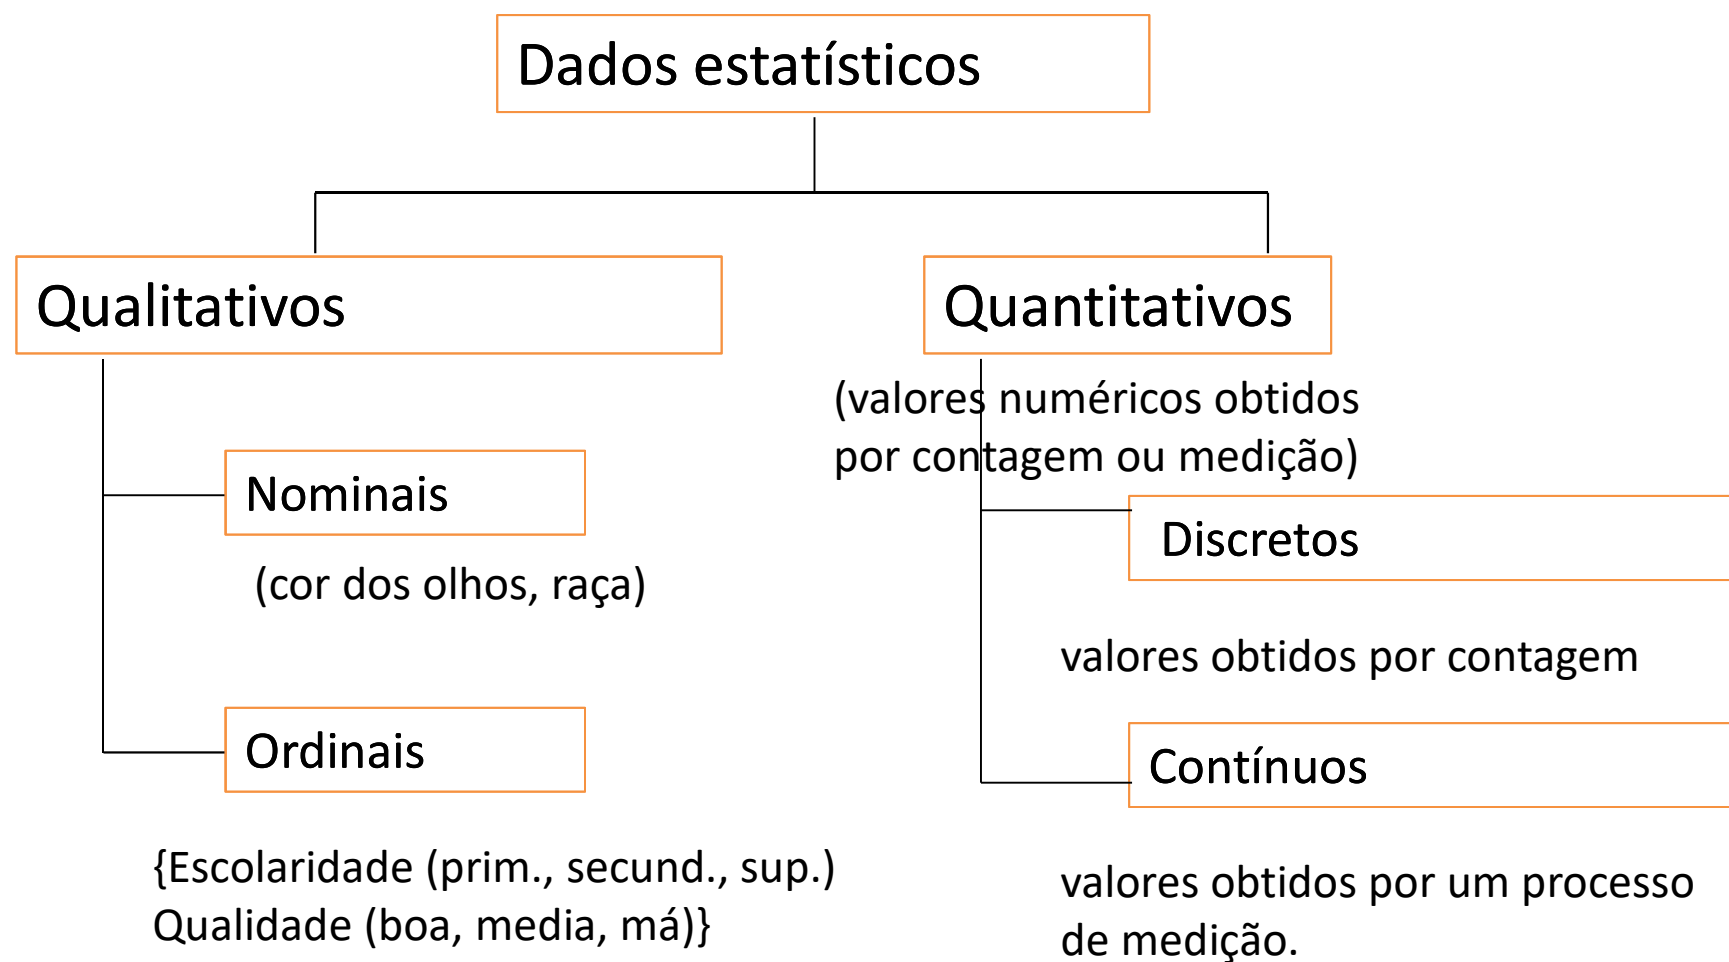 Dados estatísticos
Qualitativos
Nominais
(cor dos olhos, raça)
Ordinais
{Escolaridade (prim., secund., sup.)
Qualidade (boa, media, má)}
Quantitativos
(valores numéricos obtidos
por contagem ou medição)
Discretos
valores obtidos por contagem
Contínuos
valores obtidos por um processo
de medição.